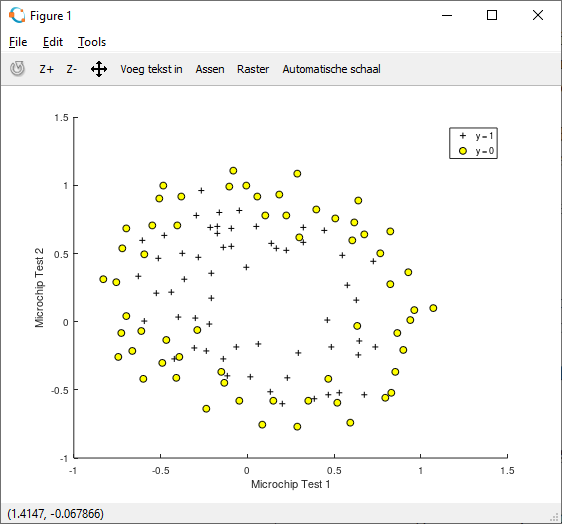 Figure 1
File Edit Tools
Z+ Z- Voeg tekst in Assen Raster Automatische schaal
1.5
y = 1
y = 0
1
0.5
Microchip Test 2
0
-0.5
-1
-1 -0.5 0 0.5 1 1.5
Microchip Test 1
(1.4147, -0.067866)